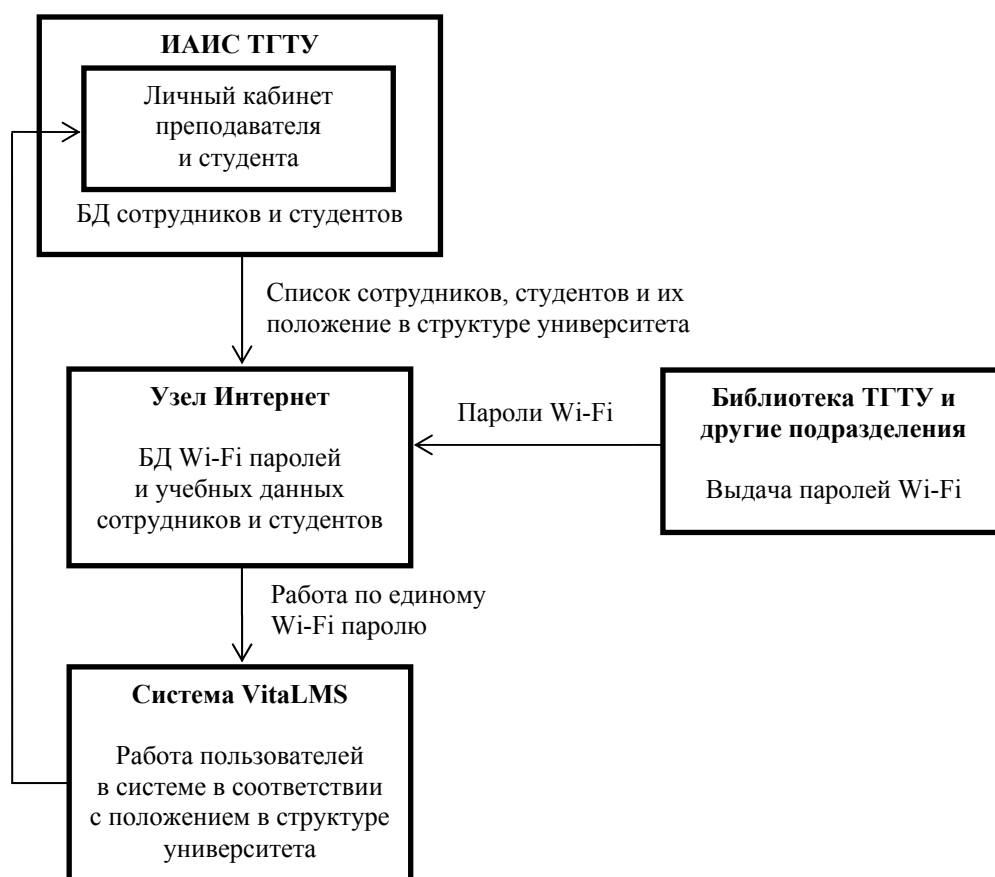 ИАИС ТГТУ
Личный кабинет
преподавателя
и студента
БД сотрудников и студентов
Список сотрудников, студентов и их
положение в структуре университета
Узел Интернет
БД Wi-Fi паролей
и учебных данных
сотрудников и студентов
Пароли Wi-Fi
Библиотека ТГТУ и
другие подразделения
Выдача паролей Wi-Fi
Работа по единому
Wi-Fi паролю
Система VitaLMS
Работа пользователей
в системе в соответствии
с положением в структуре
университета